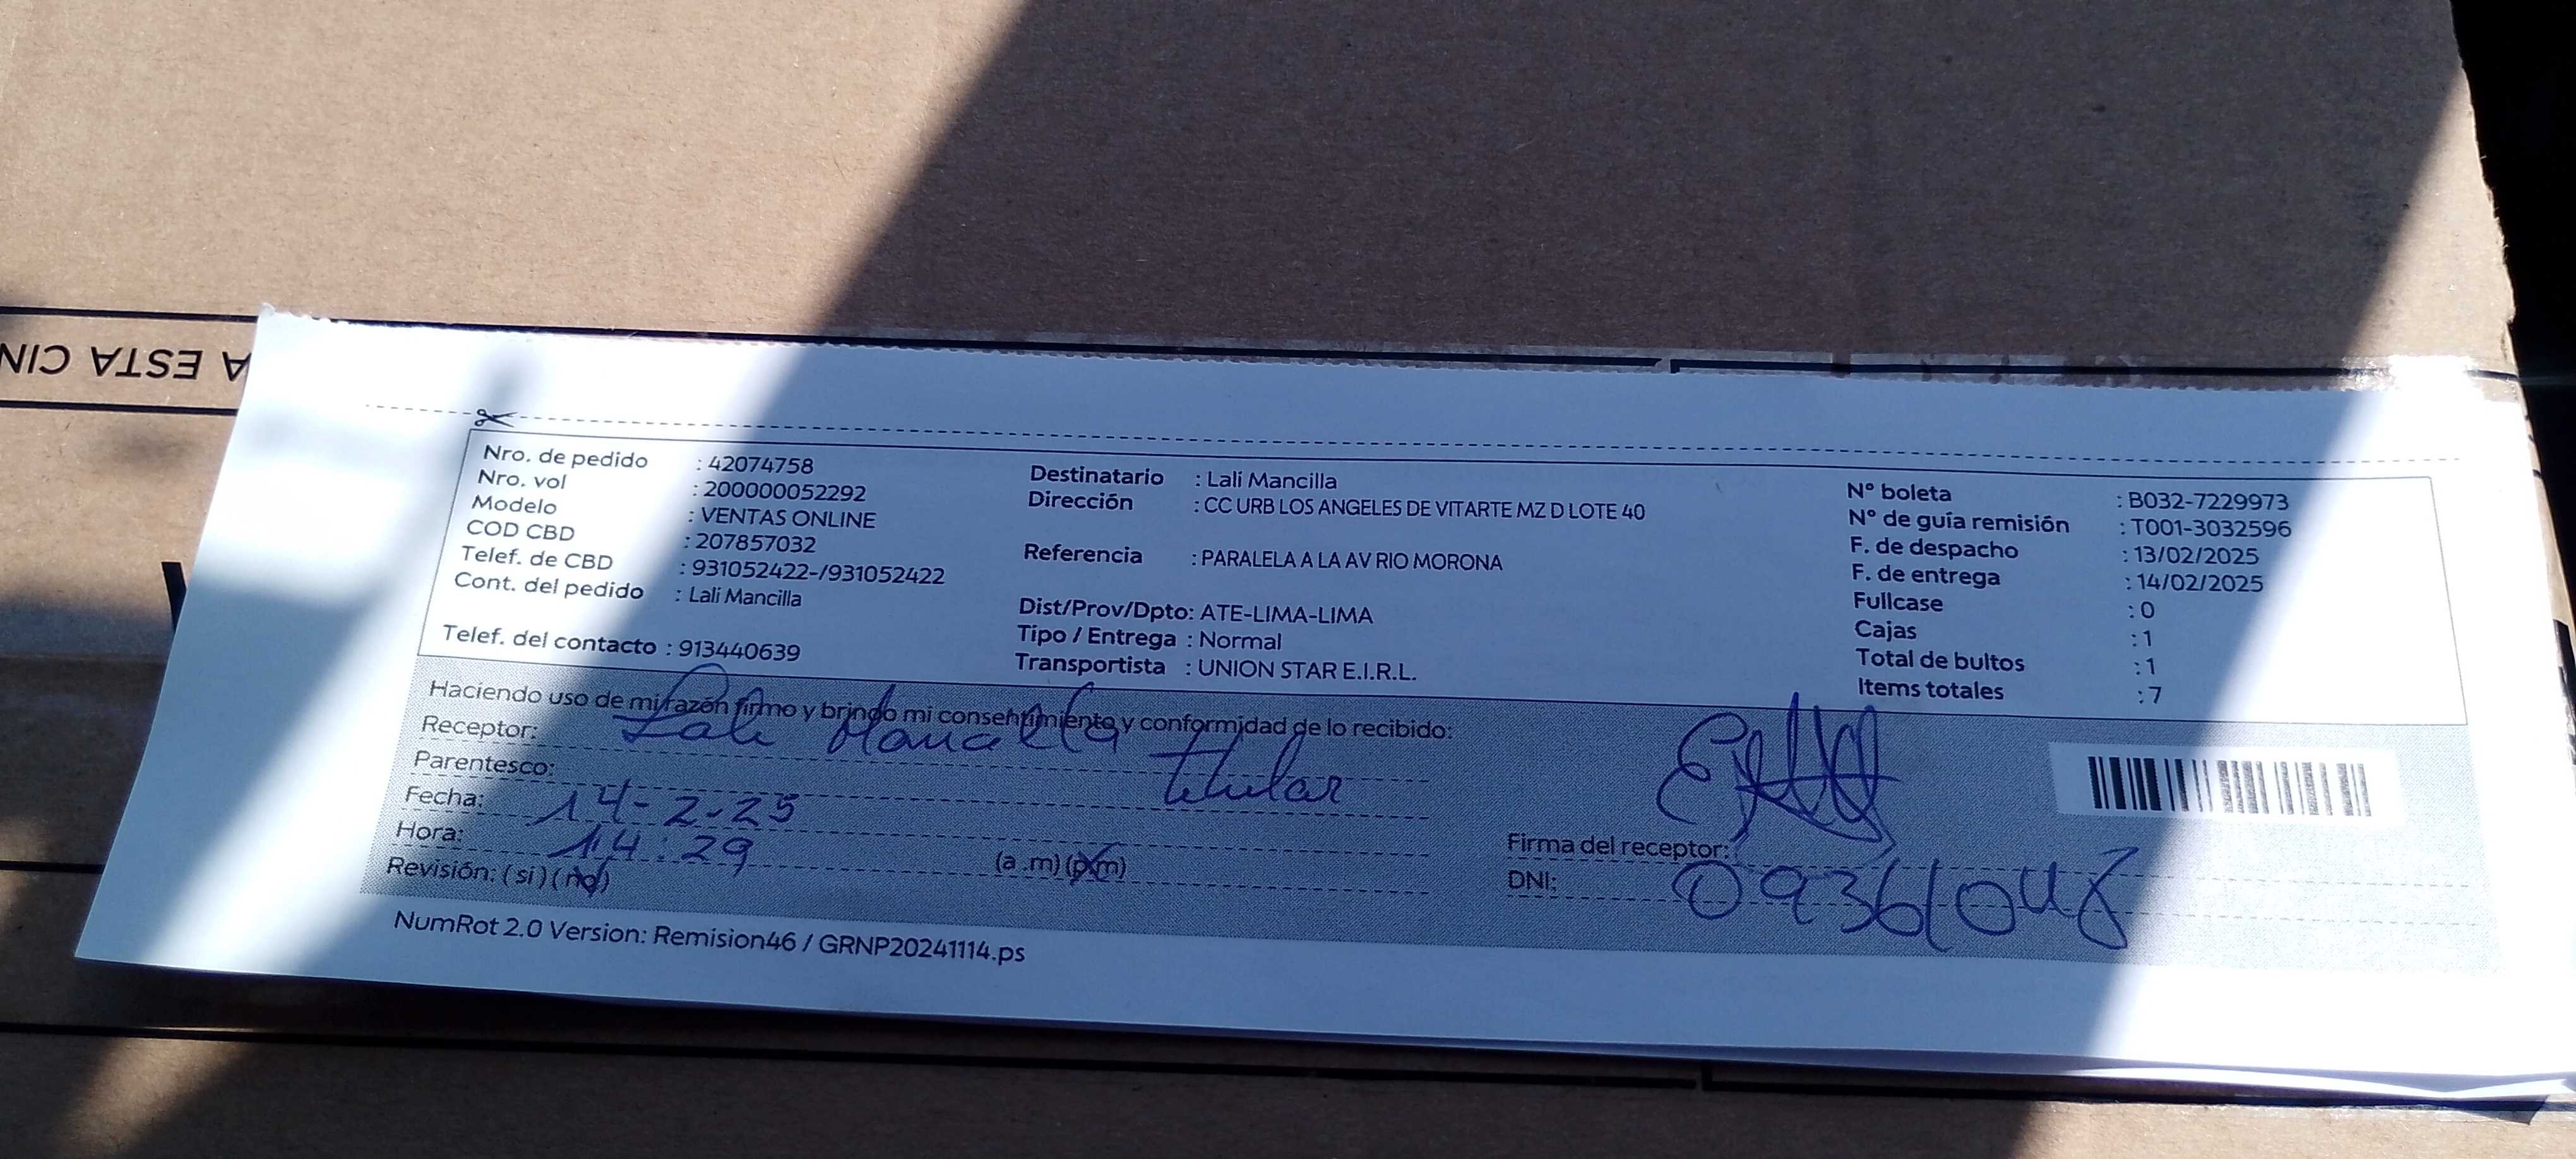 A ESTA CIN
Nro. de pedido : 42074758
Nro. vol : 200000052292
Modelo : VENTAS ONLINE
COD CBD : 207857032
Telef. de CBD : 931052422-/931052422
Cont. del pedido : Lali Mancilla
Telef. del contacto : 913440639
Destinatario : Lali Mancilla
Dirección : CC URB LOS ANGELES DE VITARTE MZ D LOTE 40
Referencia : PARALELA A LA AV RIO MORONA
Dist/Prov/Dpto: ATE-LIMA-LIMA
Tipo / Entrega : Normal
Transportista : UNION STAR E.I.R.L.
N° boleta : B032-7229973
N° de guía remisión : T001-3032596
F. de despacho : 13/02/2025
F. de entrega : 14/02/2025
Fullcase : 0
Cajas : 1
Total de bultos : 1
Items totales : 7
Haciendo uso de mi razón firmo y brindo mi consentimiento y conformidad de lo recibido:
Receptor: Lali Mancilla
Parentesco: titular
Fecha: 14-2-25
Hora: 14:29 (a .m) (p.m)
Revisión: ( si ) ( no )
Firma del receptor:
DNI: 09361048
NumRot 2.0 Version: Remision46 / GRNP20241114.ps